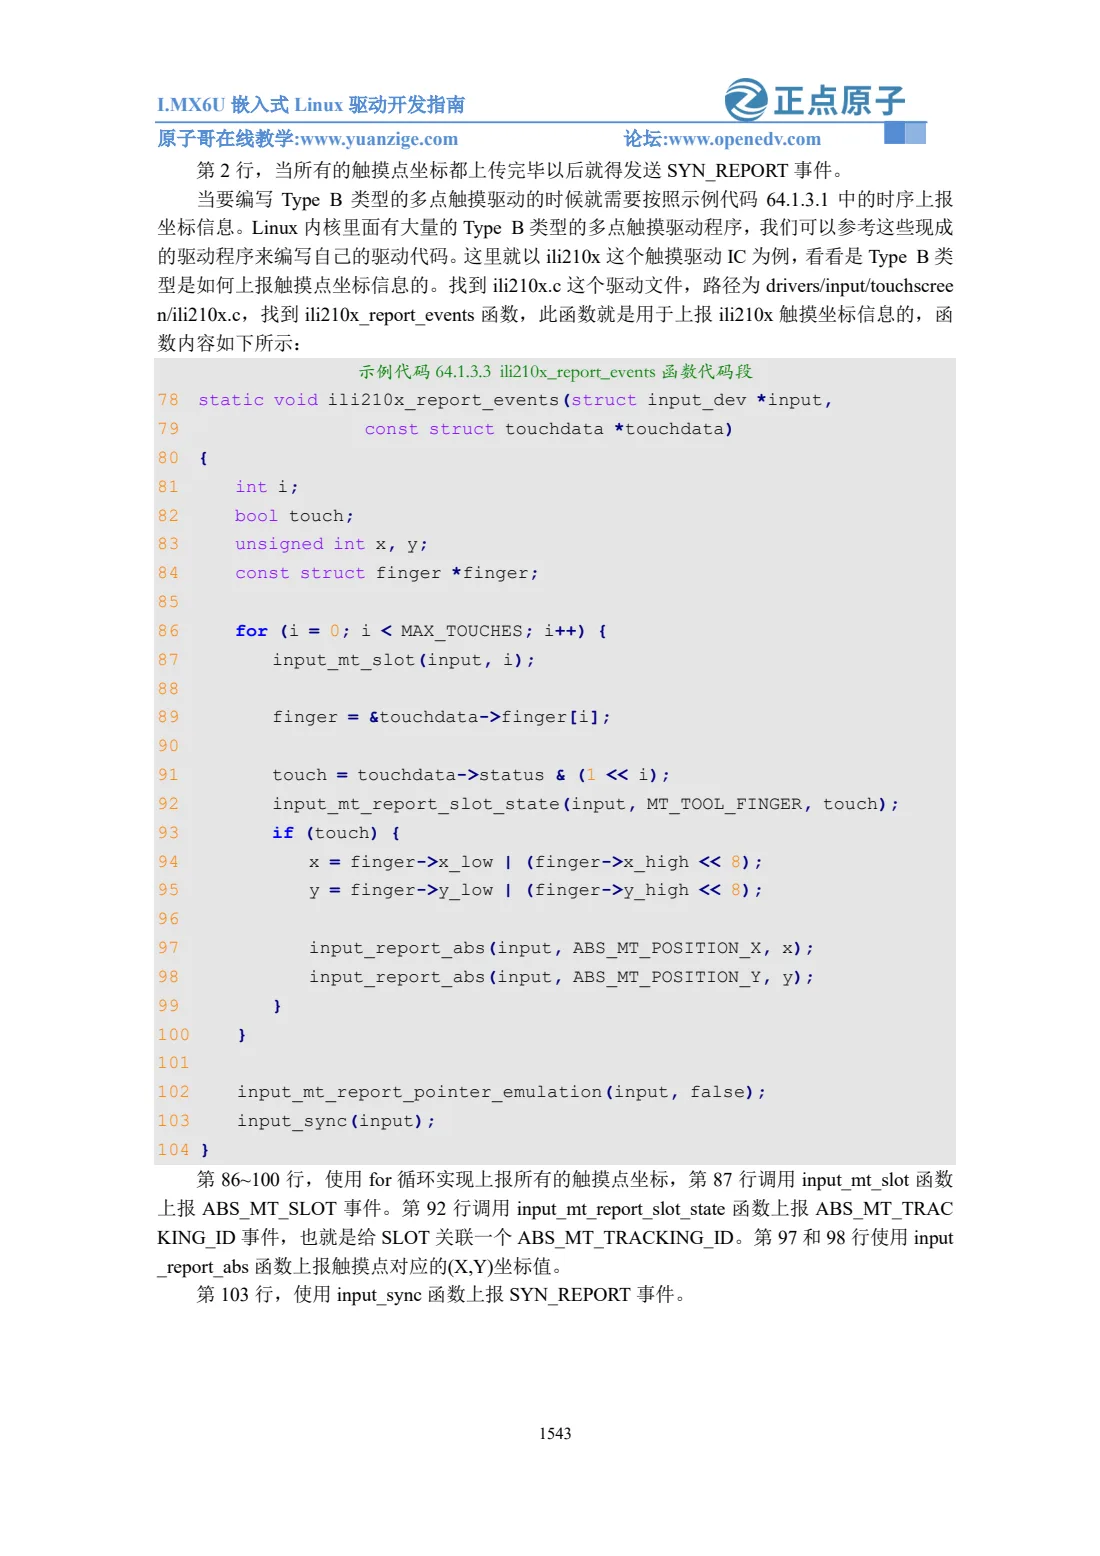 I.MX6U 嵌入式 Linux 驱动开发指南
正点原子
原子哥在线教学:www.yuanzige.com 论坛:www.openedv.com
第 2 行，当所有的触摸点坐标都上传完毕以后就得发送 SYN_REPORT 事件。
当要编写 Type B 类型的多点触摸驱动的时候就需要按照示例代码 64.1.3.1 中的时序上报
坐标信息。Linux 内核里面有大量的 Type B 类型的多点触摸驱动程序，我们可以参考这些现成
的驱动程序来编写自己的驱动代码。这里就以 ili210x 这个触摸驱动 IC 为例，看看是 Type B 类
型是如何上报触摸点坐标信息的。找到 ili210x.c 这个驱动文件，路径为 drivers/input/touchscree
n/ili210x.c，找到 ili210x_report_events 函数，此函数就是用于上报 ili210x 触摸坐标信息的，函
数内容如下所示：
示例代码 64.1.3.3 ili210x_report_events 函数代码段
78 static void ili210x_report_events(struct input_dev *input,
79 const struct touchdata *touchdata)
80 {
81 int i;
82 bool touch;
83 unsigned int x, y;
84 const struct finger *finger;
85
86 for (i = 0; i < MAX_TOUCHES; i++) {
87 input_mt_slot(input, i);
88
89 finger = &touchdata->finger[i];
90
91 touch = touchdata->status & (1 << i);
92 input_mt_report_slot_state(input, MT_TOOL_FINGER, touch);
93 if (touch) {
94 x = finger->x_low | (finger->x_high << 8);
95 y = finger->y_low | (finger->y_high << 8);
96
97 input_report_abs(input, ABS_MT_POSITION_X, x);
98 input_report_abs(input, ABS_MT_POSITION_Y, y);
99 }
100 }
101
102 input_mt_report_pointer_emulation(input, false);
103 input_sync(input);
104 }
第 86~100 行，使用 for 循环实现上报所有的触摸点坐标，第 87 行调用 input_mt_slot 函数
上报 ABS_MT_SLOT 事件。第 92 行调用 input_mt_report_slot_state 函数上报 ABS_MT_TRAC
KING_ID 事件，也就是给 SLOT 关联一个 ABS_MT_TRACKING_ID。第 97 和 98 行使用 input
_report_abs 函数上报触摸点对应的(X,Y)坐标值。
第 103 行，使用 input_sync 函数上报 SYN_REPORT 事件。
1543